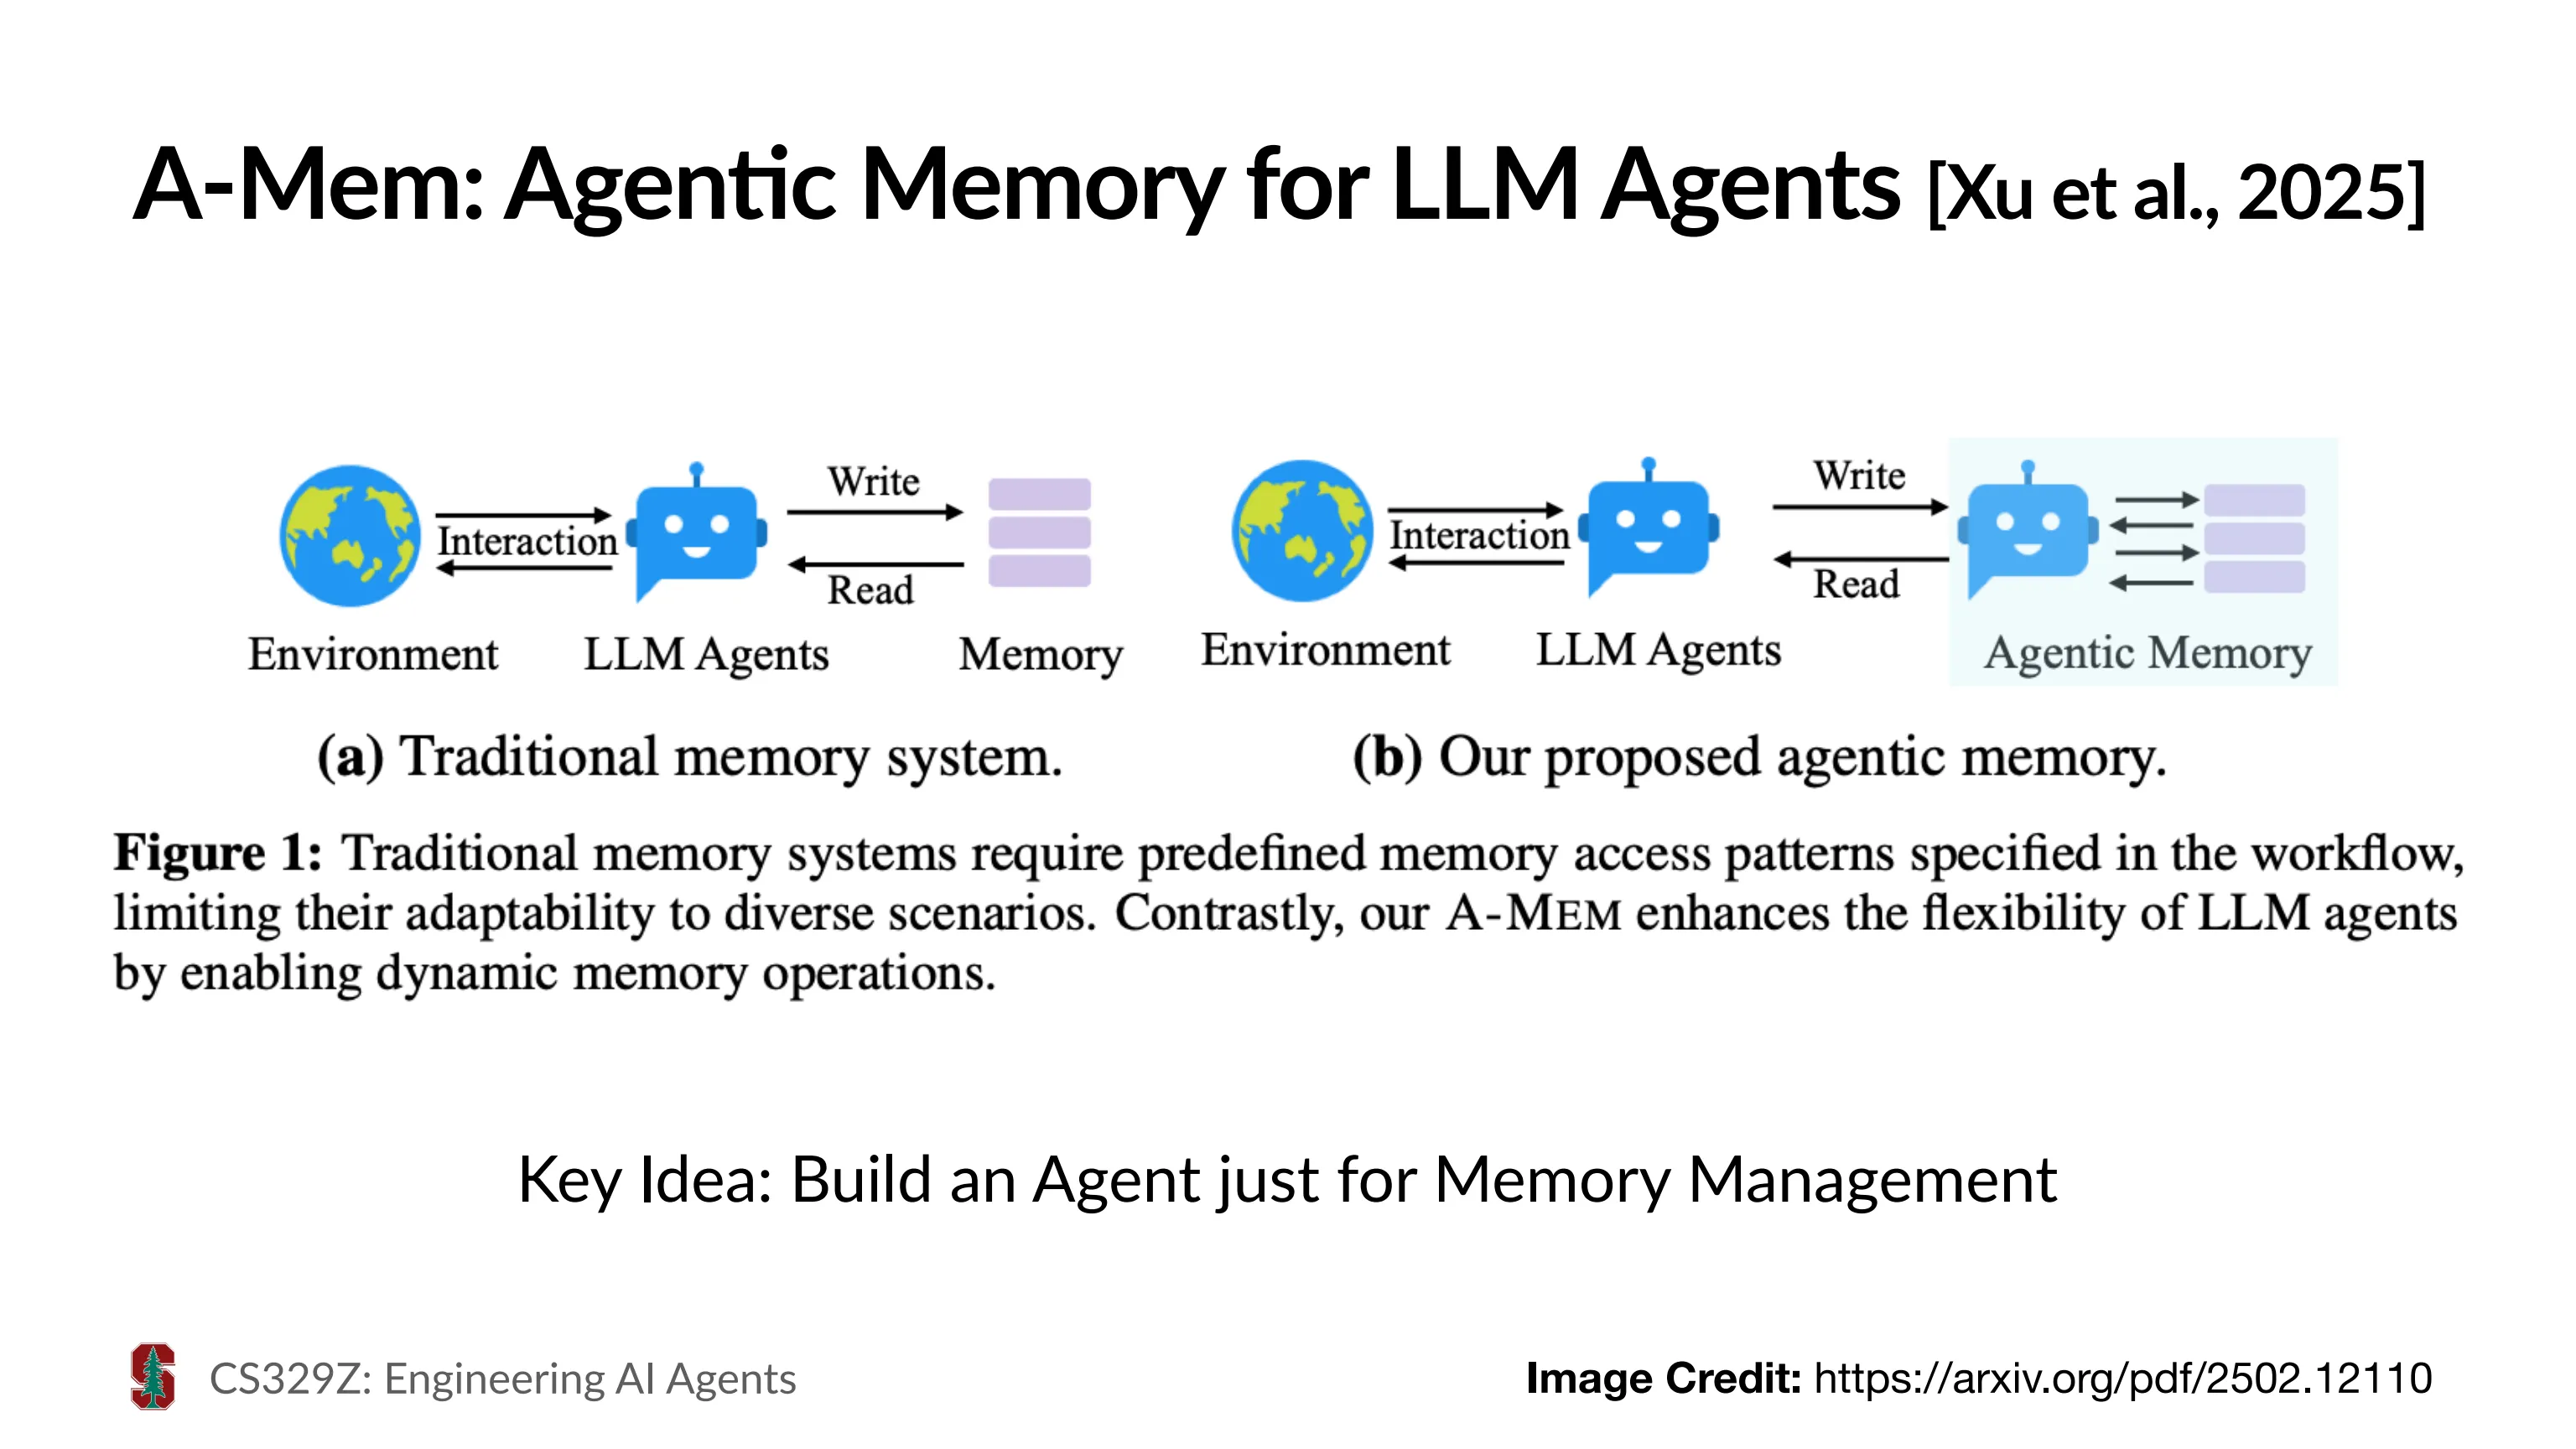 A-Mem: Agentic Memory for LLM Agents [Xu et al., 2025]
Interaction
Write
Read
Environment
LLM Agents
Memory
(a) Traditional memory system.
Interaction
Write
Read
Environment
LLM Agents
Agentic Memory
(b) Our proposed agentic memory.
Figure 1: Traditional memory systems require predefined memory access patterns specified in the workflow,
limiting their adaptability to diverse scenarios. Contrastly, our A-MEM enhances the flexibility of LLM agents
by enabling dynamic memory operations.
Key Idea: Build an Agent just for Memory Management
CS329Z: Engineering AI Agents
Image Credit: https://arxiv.org/pdf/2502.12110